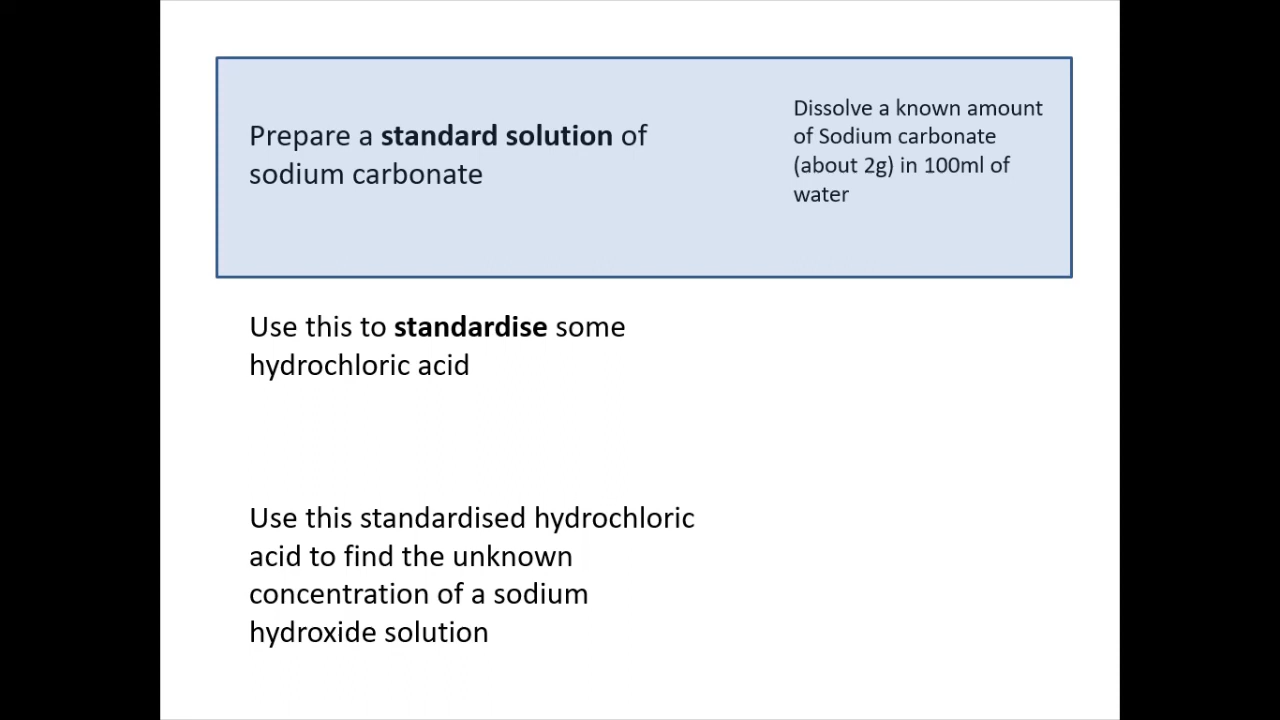 Prepare a standard solution of
sodium carbonate
Dissolve a known amount
of Sodium carbonate
(about 2g) in 100ml of
water
Use this to standardise some
hydrochloric acid
Use this standardised hydrochloric
acid to find the unknown
concentration of a sodium
hydroxide solution